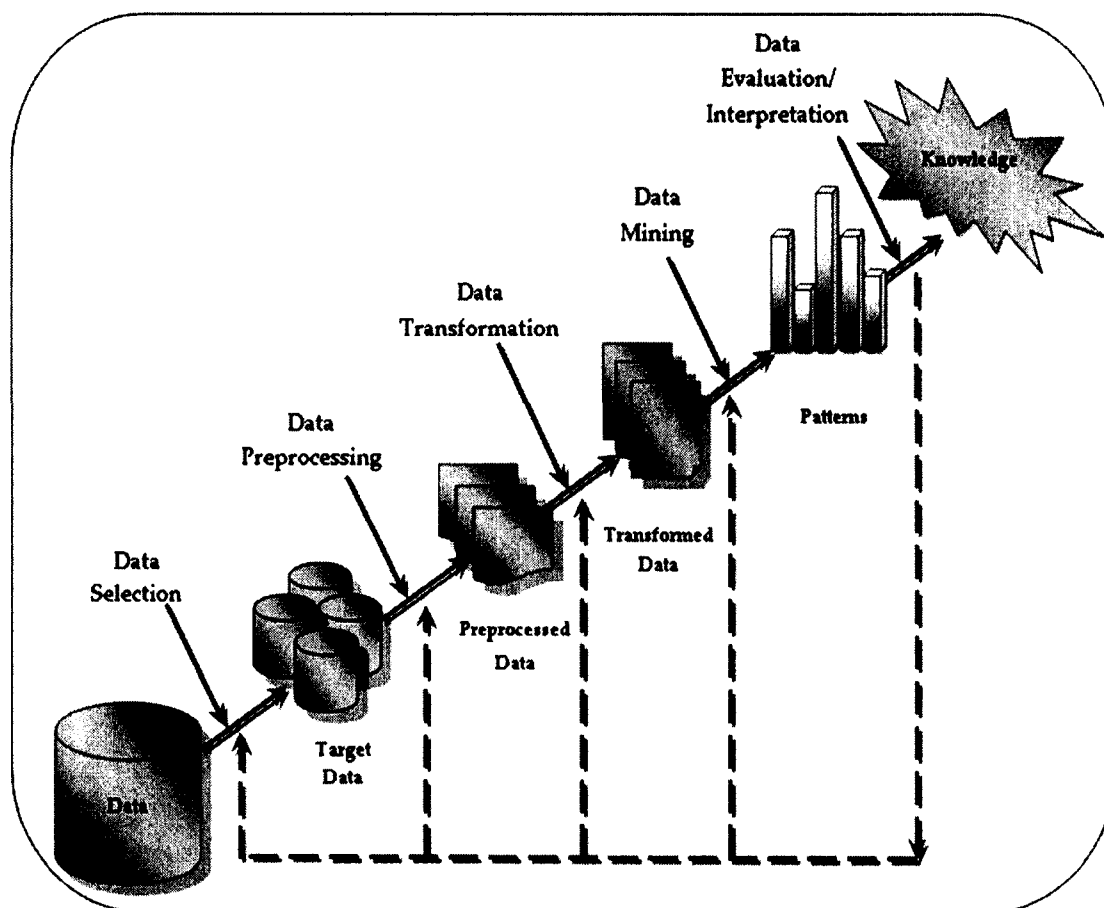 Data
Evaluation/
Interpretation
Knowledge
Data
Mining
Data
Transformation
Patterns
Data
Preprocessing
Transformed
Data
Data
Selection
Preprocessed
Data
Target
Data
Data